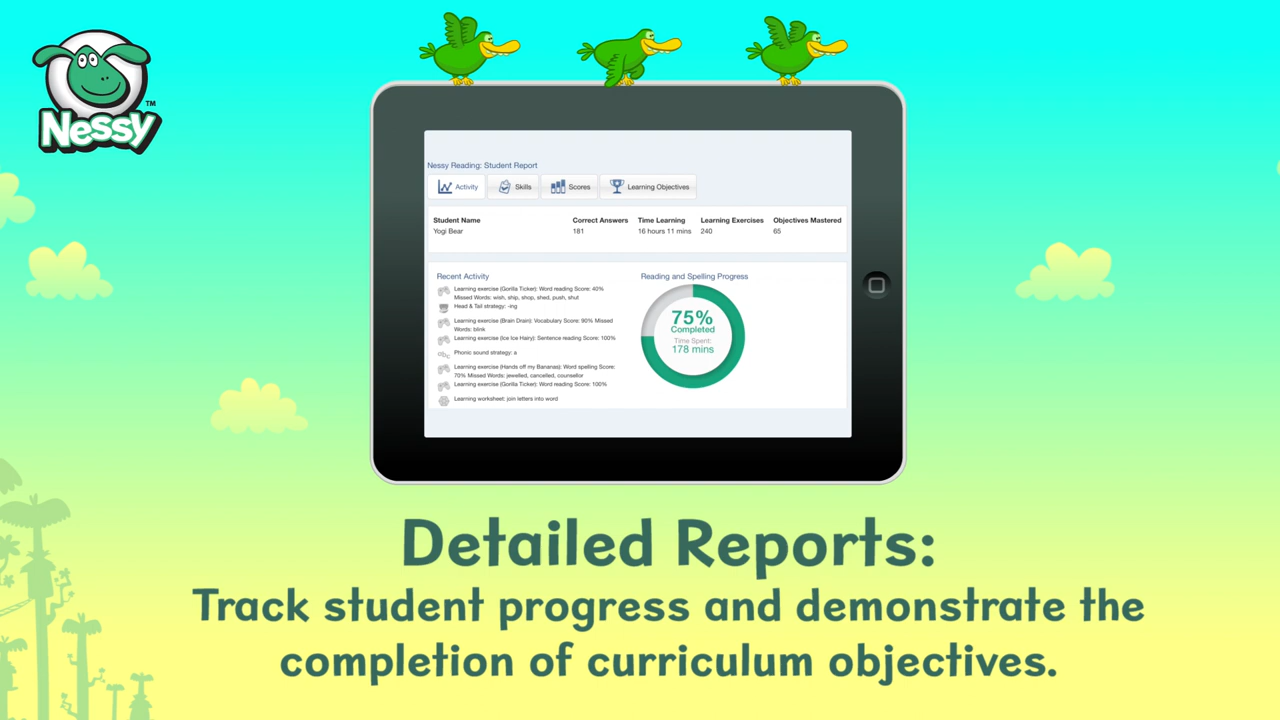 Nessy™
Nessy Reading: Student Report
Activity
Skills
Scores
Learning Objectives
Student Name Correct Answers Time Learning Learning Exercises Objectives Mastered
Yogi Bear 181 16 hours 11 mins 240 65
Recent Activity
Learning exercise (Gorilla Ticker): Word reading Score: 40%
Missed Words: wish, ship, shop, shed, push, shut
Head & Tail strategy: -ing
Learning exercise (Brain Drain): Vocabulary Score: 90% Missed
Words: blink
Learning exercise (Ice Ice Hairy): Sentence reading Score: 100%
abc
Phonic sound strategy: a
Learning exercise (Hands off my Bananas): Word spelling Score:
70% Missed Words: jewelled, cancelled, counsellor
Learning exercise (Gorilla Ticker): Word reading Score: 100%
Learning worksheet: join letters into word
Reading and Spelling Progress
75%
Completed
Time Spent:
178 mins
Detailed Reports:
Track student progress and demonstrate the
completion of curriculum objectives.